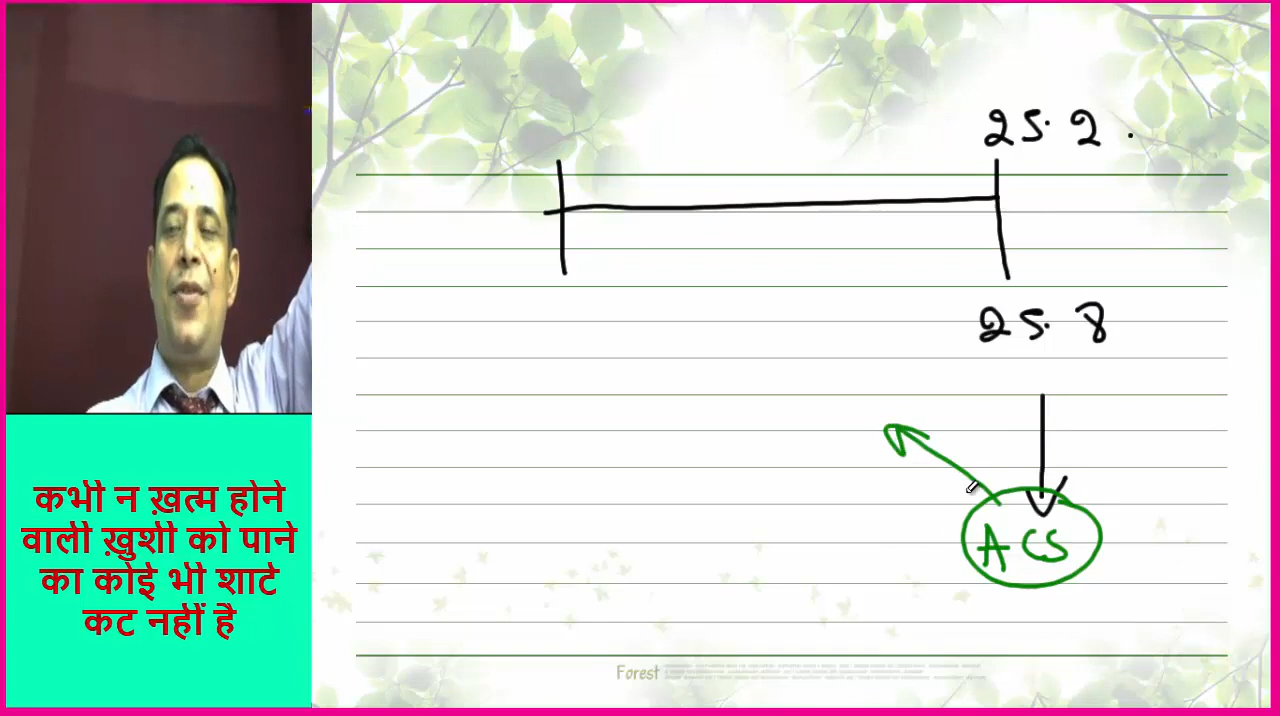 25.2.
25.8
ACS
कभी न ख़त्म होने
वाली ख़ुशी को पाने
का कोई भी शार्ट
कट नहीं है
Forest